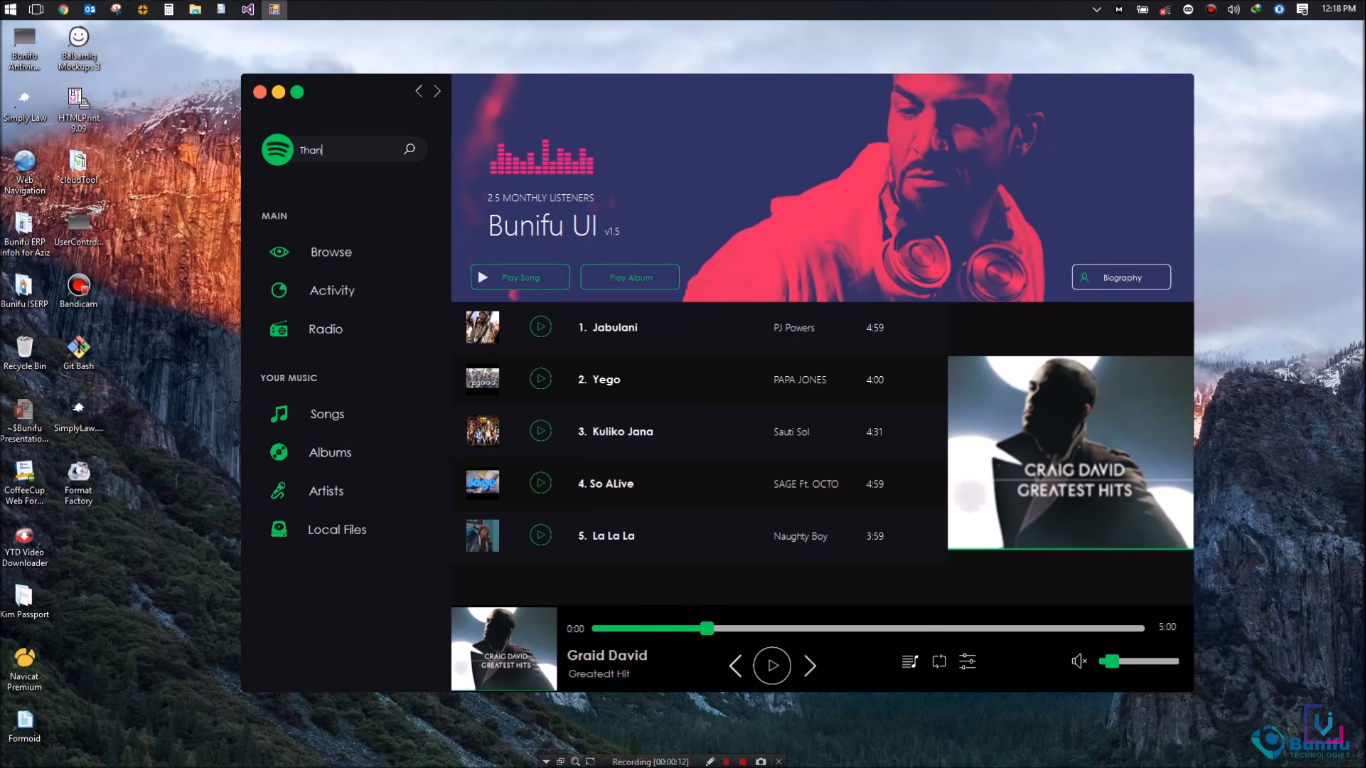 12:18 PM
Bunifu
Antivir...
Balsamiq
Mockups 3
Simply Law
HTMLPrint
9.09
Web
Navigation
'cloudTool
Bunifu ERP
Infoh for Aziz
UserContro...
Bunifu ISERP
Bandicam
Recycle Bin
Git Bash
~$Bunifu
Presentatio...
SimplyLaw....
CoffeeCup
Web For...
Format
Factory
YTD Video
Downloader
Kim Passport
Navicat
Premium
Formoid
Than
MAIN
Browse
Activity
Radio
YOUR MUSIC
Songs
Albums
Artists
Local Files
2.5 MONTHLY LISTENERS
Bunifu UI v1.5
Play Song
Play Album
Biography
1. Jabulani PJ Powers 4:59
2. Yego PAPA JONES 4:00
3. Kuliko Jana Sauti Sol 4:31
4. So ALive SAGE Ft. OCTO 4:59
5. La La La Naughty Boy 3:59
CRAIG DAVID
GREATEST HITS
CRAIG DAVID
GREATEST HITS
0:00
5:00
Graid David
Greatedt Hit
Bunifu
TECHNOLOGIES
Recording [00:00:12]